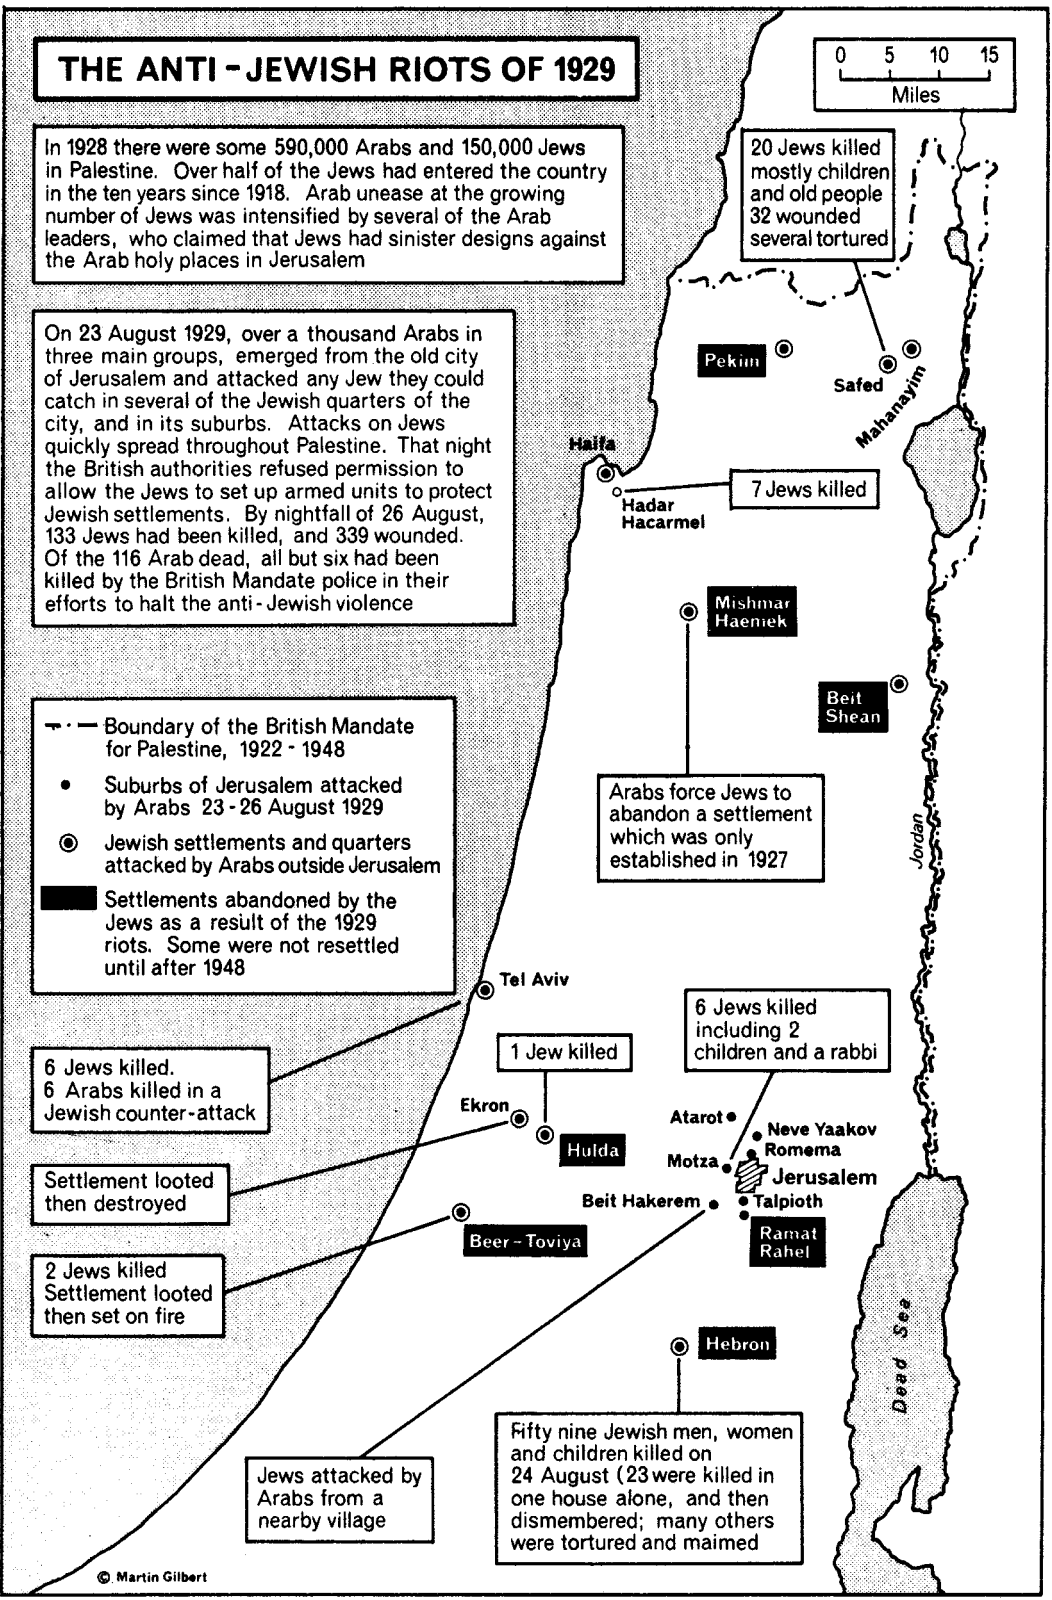 THE ANTI-JEWISH RIOTS OF 1929
0 5 10 15
Miles
In 1928 there were some 590,000 Arabs and 150,000 Jews
in Palestine. Over half of the Jews had entered the country
in the ten years since 1918. Arab unease at the growing
number of Jews was intensified by several of the Arab
leaders, who claimed that Jews had sinister designs against
the Arab holy places in Jerusalem
20 Jews killed
mostly children
and old people
32 wounded
several tortured
On 23 August 1929, over a thousand Arabs in
three main groups, emerged from the old city
of Jerusalem and attacked any Jew they could
catch in several of the Jewish quarters of the
city, and in its suburbs. Attacks on Jews
quickly spread throughout Palestine. That night
the British authorities refused permission to
allow the Jews to set up armed units to protect
Jewish settlements. By nightfall of 26 August,
133 Jews had been killed, and 339 wounded.
Of the 116 Arab dead, all but six had been
killed by the British Mandate police in their
efforts to halt the anti-Jewish violence
Pekiin
Safed
Mahanayim
Haifa
Hadar
Hacarmel
7 Jews killed
Mishmar
Haemek
Beit
Shean
Boundary of the British Mandate
for Palestine, 1922 - 1948
Suburbs of Jerusalem attacked
by Arabs 23-26 August 1929
Jewish settlements and quarters
attacked by Arabs outside Jerusalem
Settlements abandoned by the
Jews as a result of the 1929
riots. Some were not resettled
until after 1948
Arabs force Jews to
abandon a settlement
which was only
established in 1927
Jordan
Tel Aviv
6 Jews killed
including 2
children and a rabbi
1 Jew killed
6 Jews killed.
6 Arabs killed in a
Jewish counter-attack
Ekron
Hulda
Atarot
Neve Yaakov
Romema
Motza
Jerusalem
Settlement looted
then destroyed
Beit Hakerem
Talpioth
Ramat
Rahel
Beer-Toviya
2 Jews killed
Settlement looted
then set on fire
Hebron
Dead Sea
Fifty nine Jewish men, women
and children killed on
24 August (23 were killed in
one house alone, and then
dismembered; many others
were tortured and maimed
Jews attacked by
Arabs from a
nearby village
© Martin Gilbert